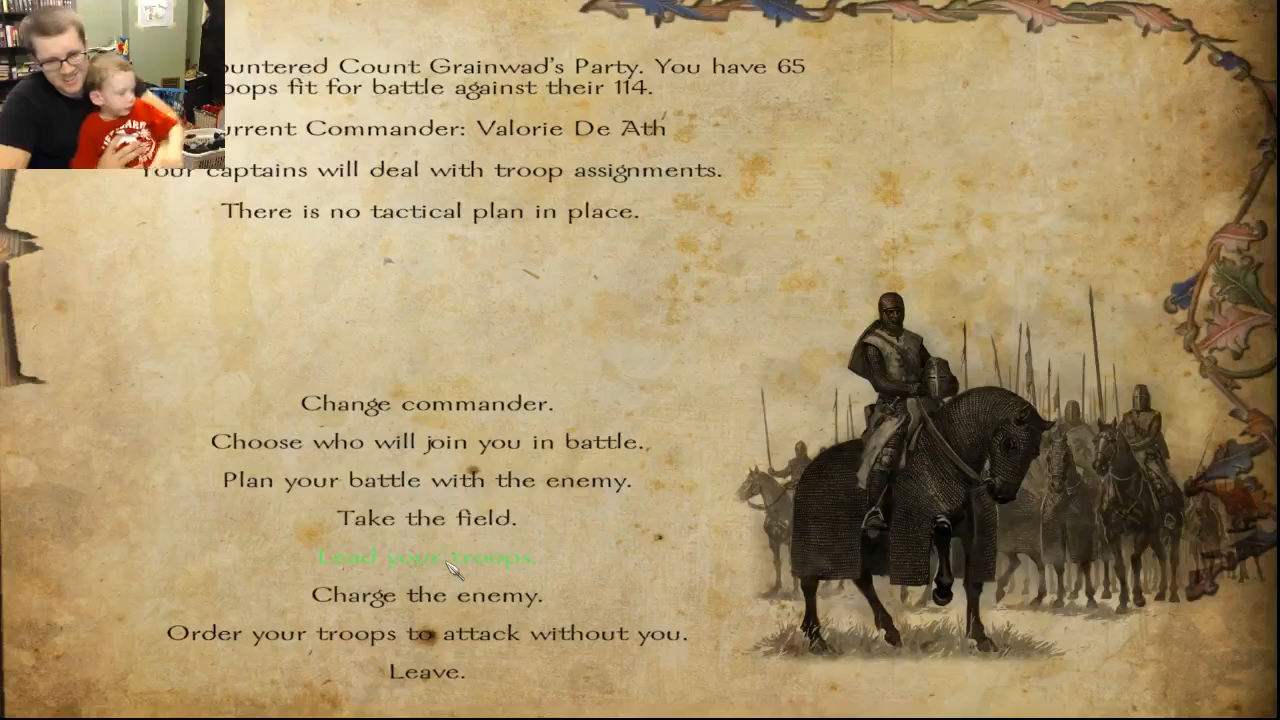 ountered Count Grainwad's Party. You have 65
oops fit for battle against their 114.
urrent Commander: Valorie De Ath
Your captains will deal with troop assignments.
There is no tactical plan in place.
Change commander.
Choose who will join you in battle.
Plan your battle with the enemy.
Take the field.
Lead your troops.
Charge the enemy.
Order your troops to attack without you.
Leave.